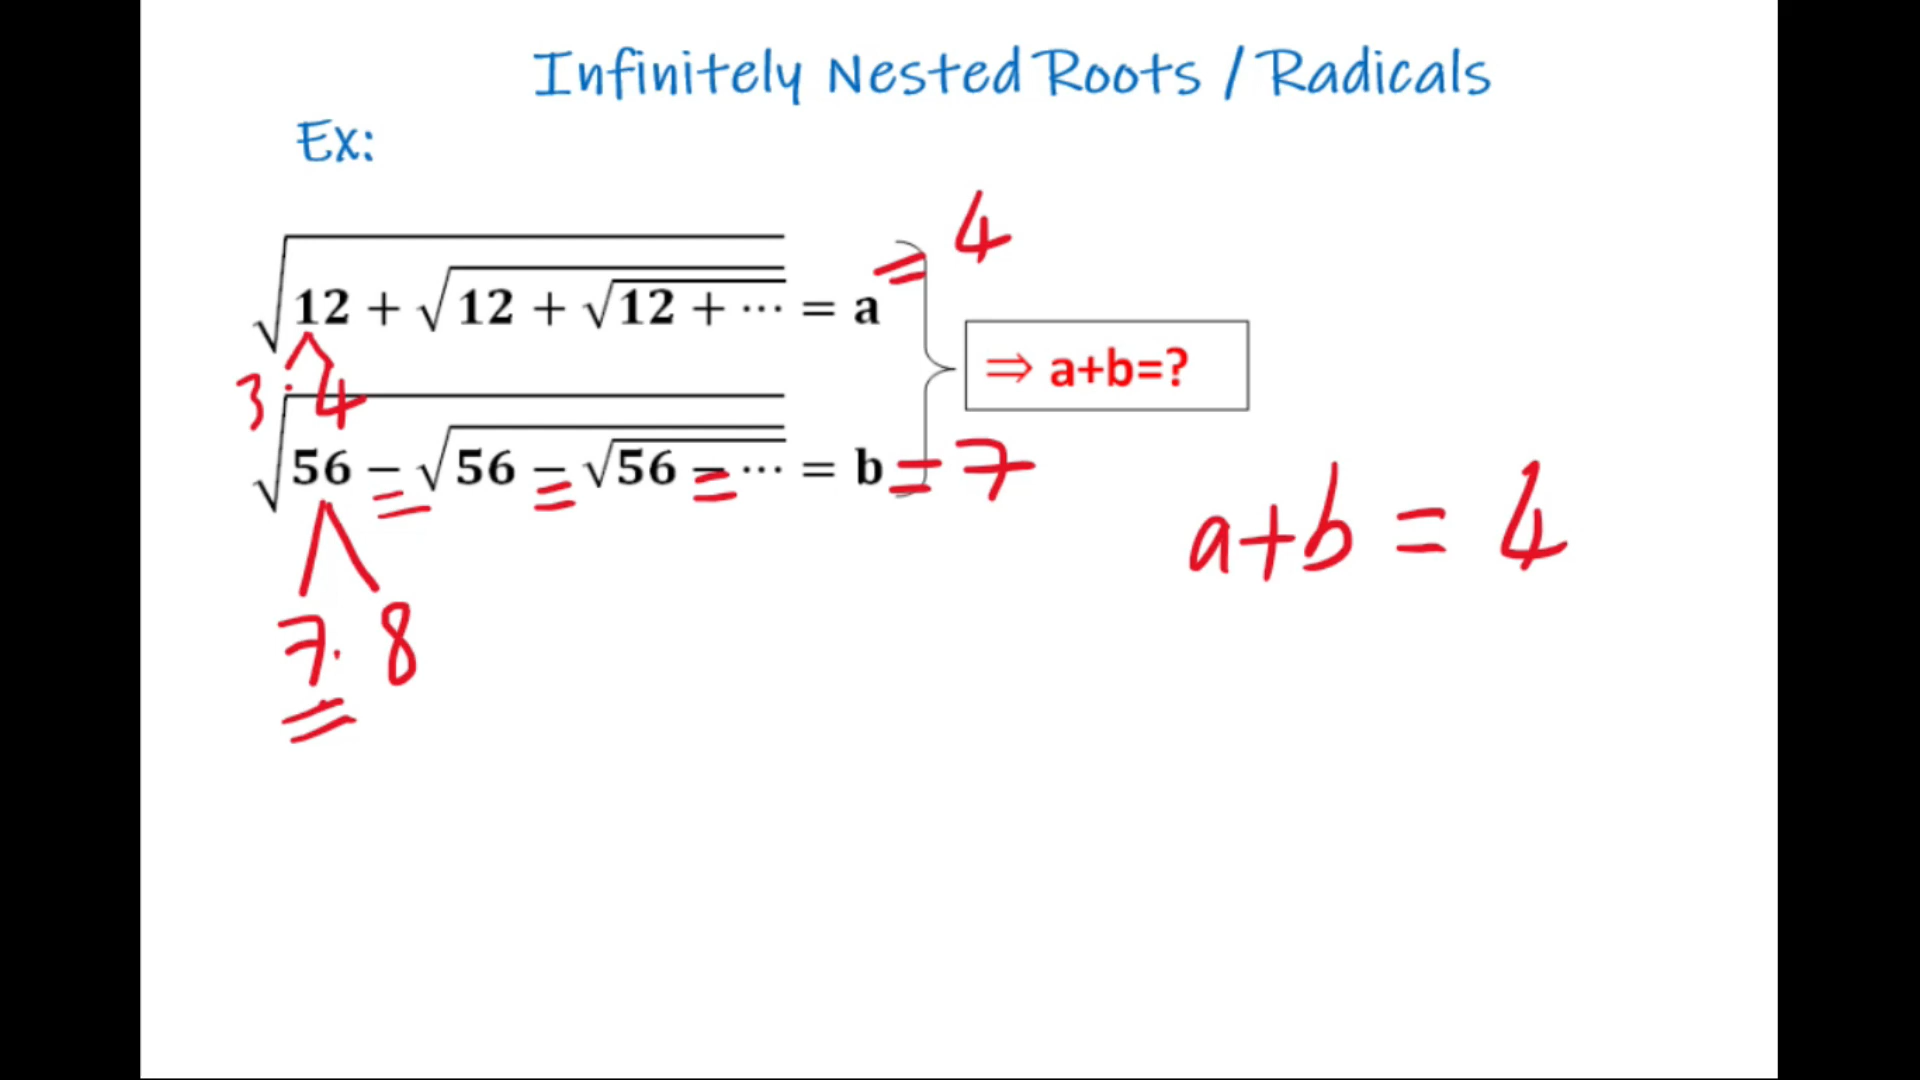 Infinitely Nested Roots / Radicals
Ex:
√(12 + √(12 + √(12 + ⋯))) = a = 4
3 · 4
⇒ a+b=?
√(56 − √(56 − √(56 − ⋯))) = b = 7
7 · 8
a+b = 4